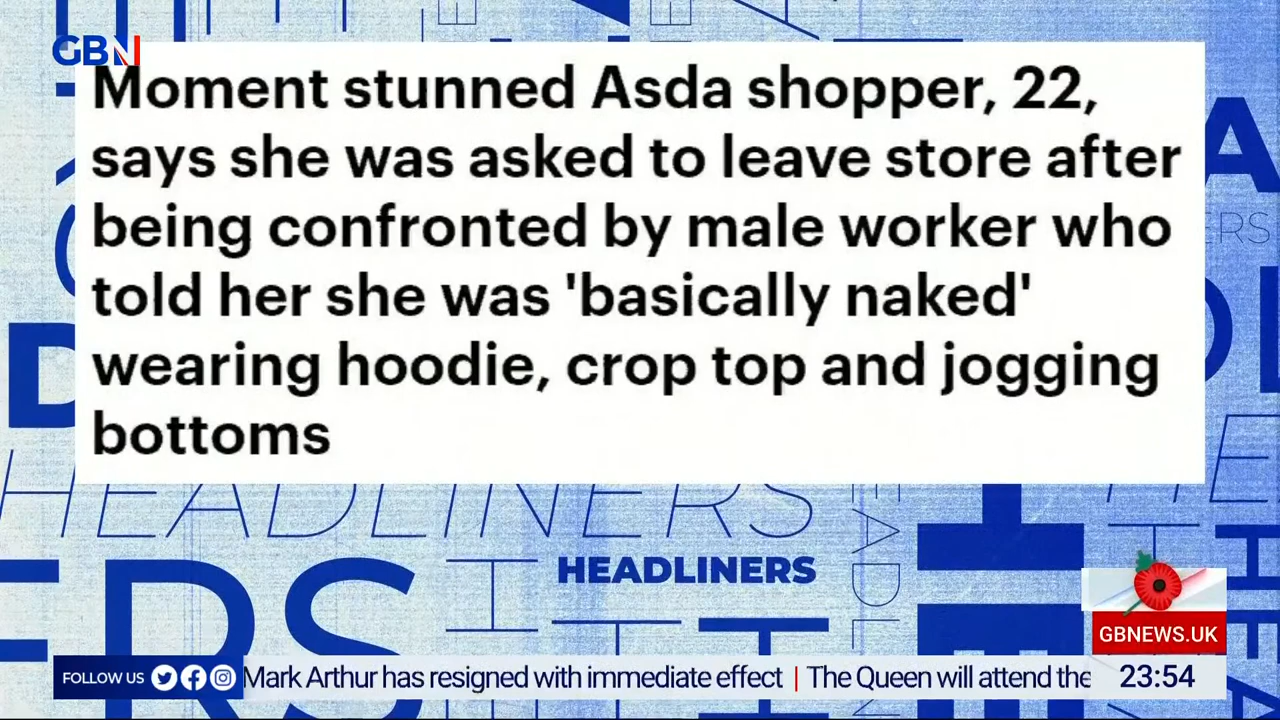 GBN
Moment stunned Asda shopper, 22,
says she was asked to leave store after
being confronted by male worker who
told her she was 'basically naked'
wearing hoodie, crop top and jogging
bottoms
HEADLINERS
HEADLINERS
GBNEWS.UK
FOLLOW US
Mark Arthur has resigned with immediate effect | The Queen will attend the
23:54